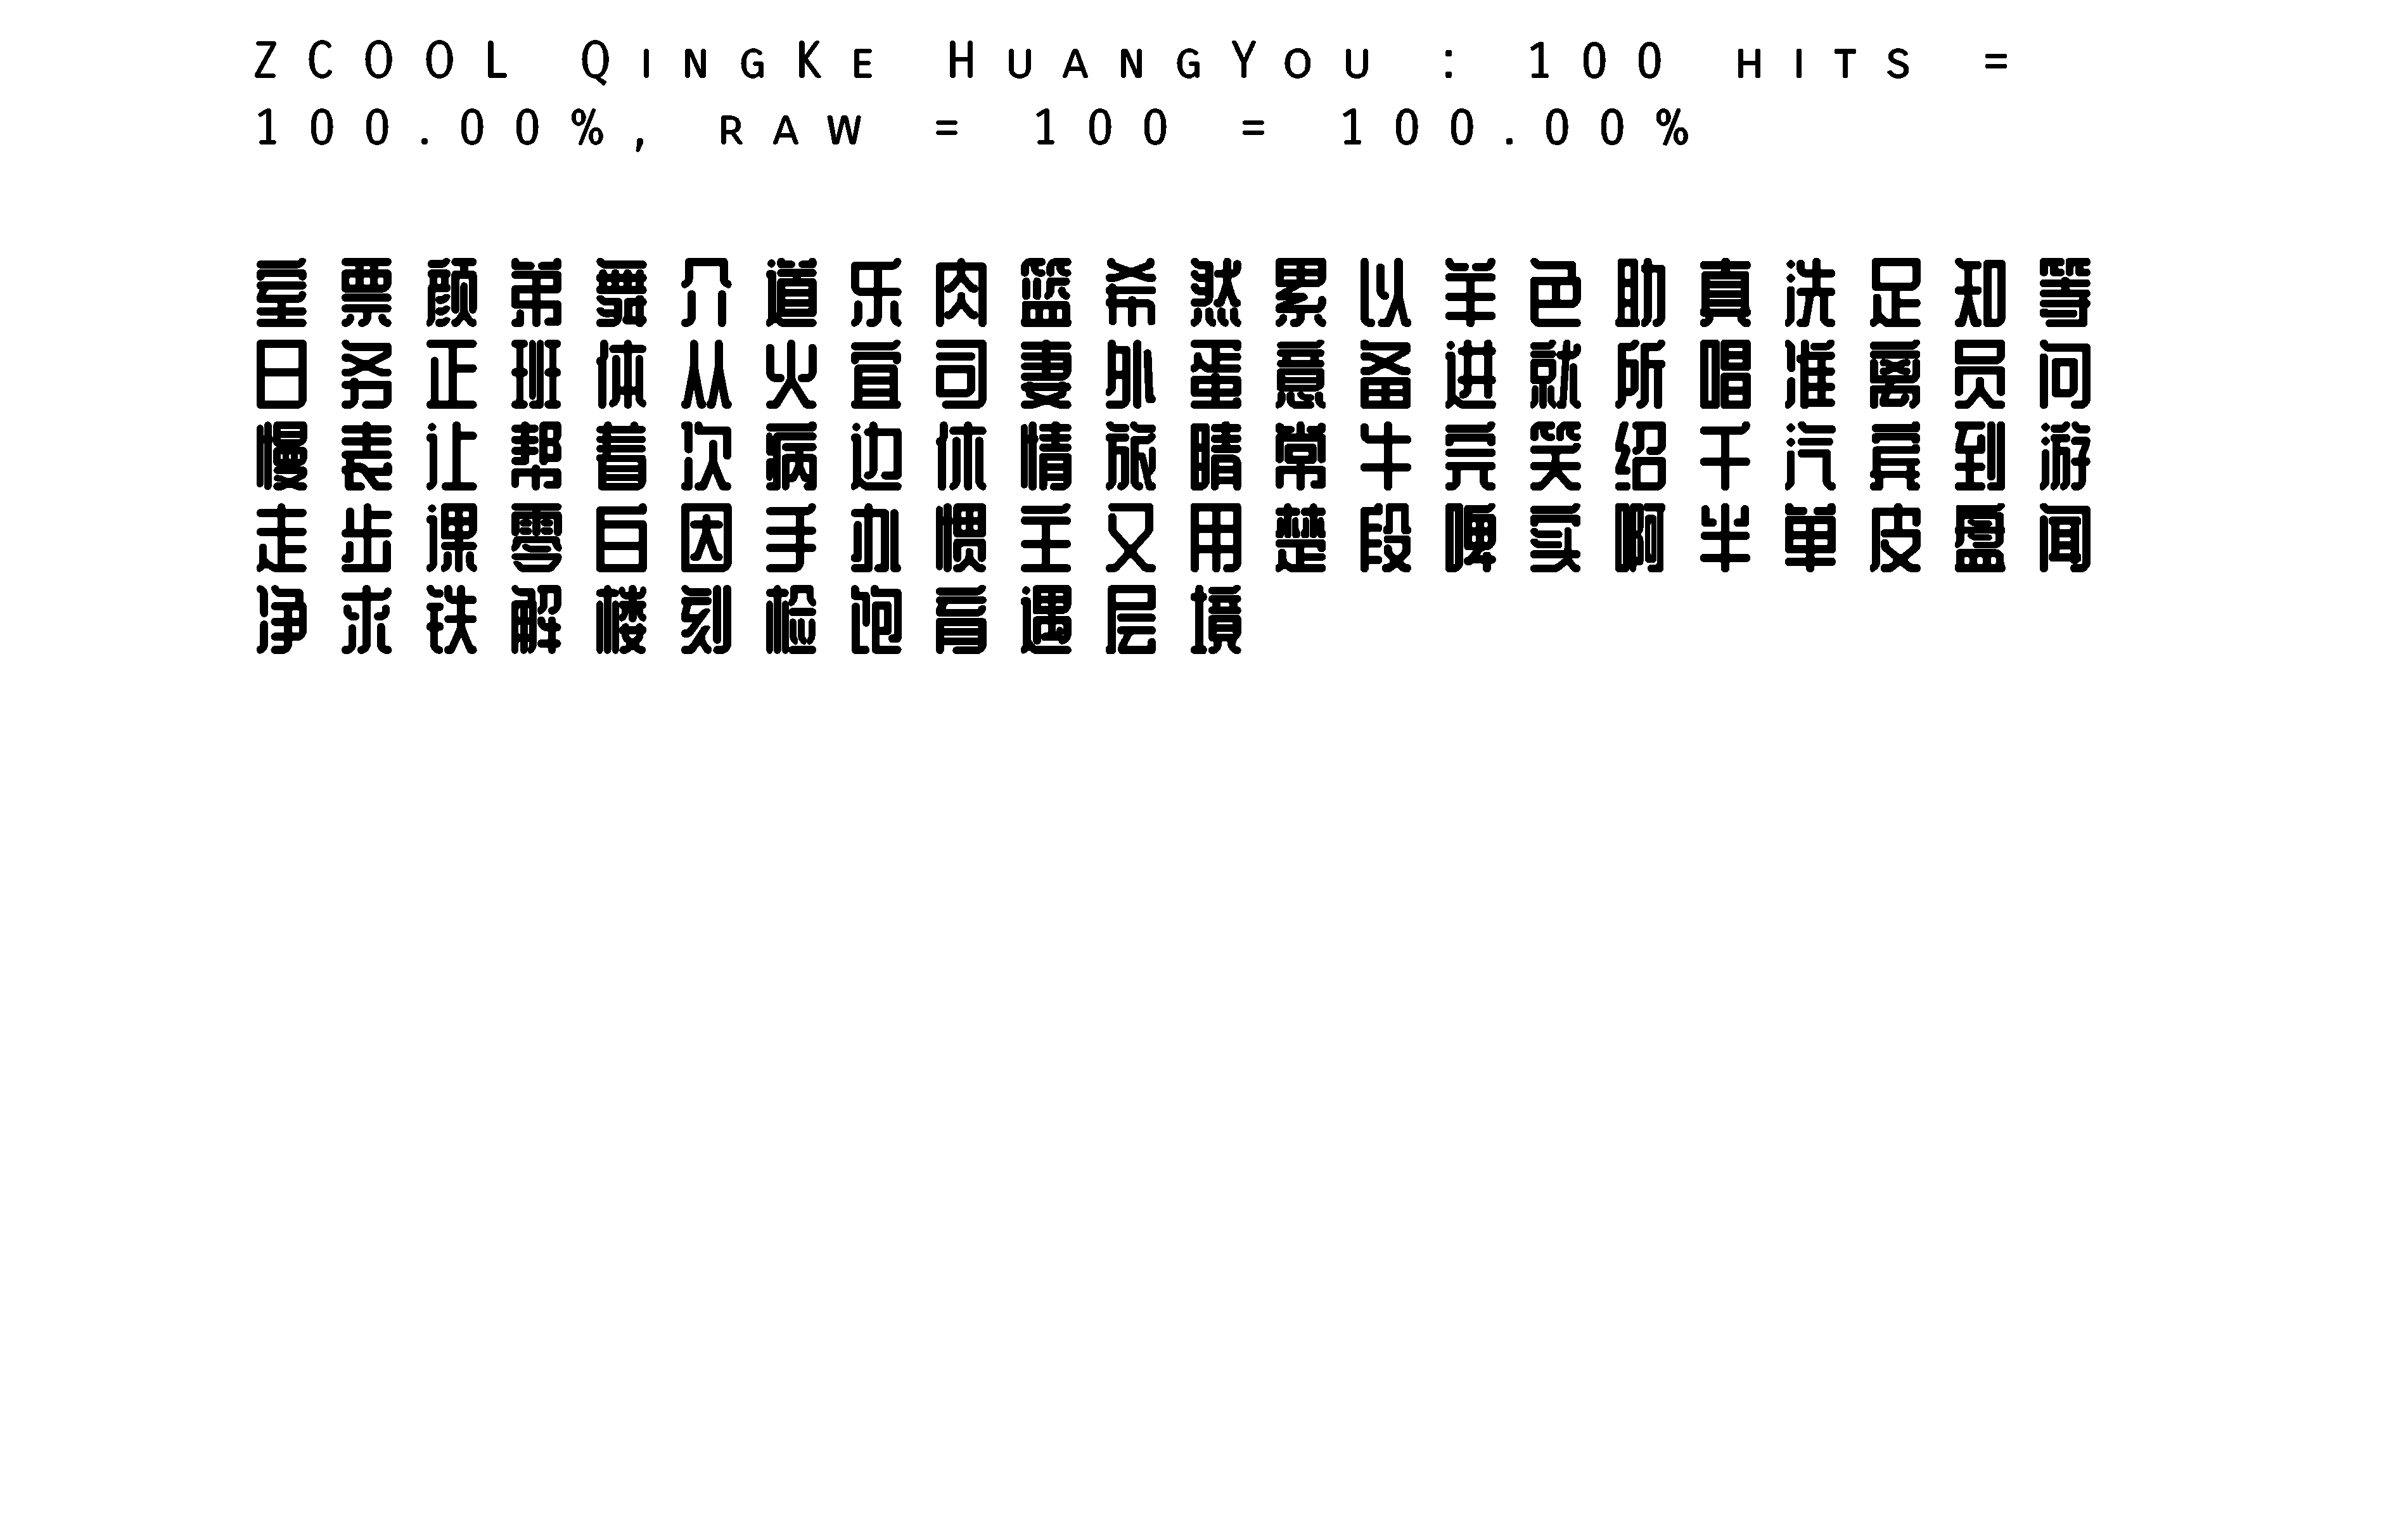 ZCOOL QingKe HuangYou : 100 hits =
100.00%, raw = 100 = 100.00%
室票颜弟舞介道乐肉篮希然累以羊色助真洗足知等
日务正班体从火宜司妻外蛋意备进就所唱准离员问
慢表让帮着次病边休情旅睛常牛完笑绍千汽宾到游
走步课零白因手办惯主又用楚段啤实啊半单皮盘闻
净求铁解楼刻检饱育遇层境